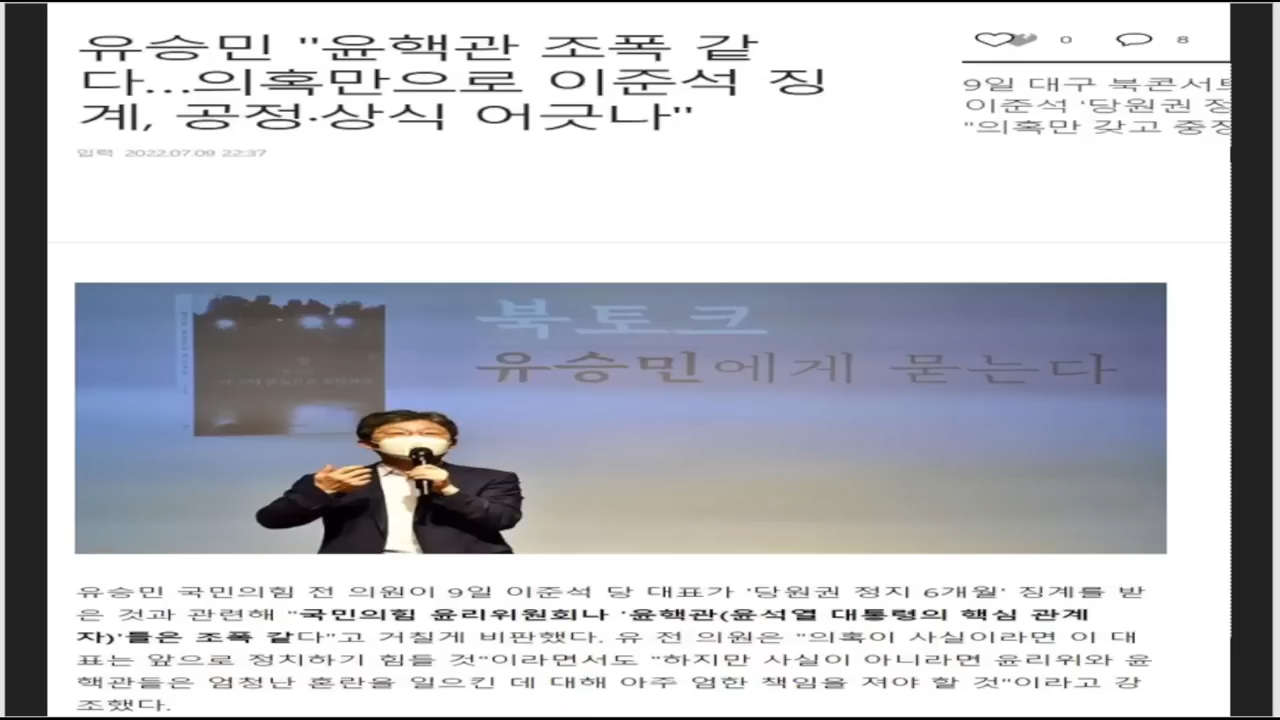 유승민 "윤핵관 조폭 같
다...의혹만으로 이준석 징
계, 공정·상식 어긋나"
입력 2022.07.09 22:37
0 8
9일 대구 북콘서트
이준석 '당원권 정
"의혹만 갖고 중징
북토크
유승민에게 묻는다
유승민 국민의힘 전 의원이 9일 이준석 당 대표가 '당원권 정지 6개월' 징계를 받
은 것과 관련해 "국민의힘 윤리위원회나 '윤핵관(윤석열 대통령의 핵심 관계
자)'들은 조폭 같다"고 거칠게 비판했다. 유 전 의원은 "의혹이 사실이라면 이 대
표는 앞으로 정치하기 힘들 것"이라면서도 "하지만 사실이 아니라면 윤리위와 윤
핵관들은 엄청난 혼란을 일으킨 데 대해 아주 엄한 책임을 져야 할 것"이라고 강
조했다.